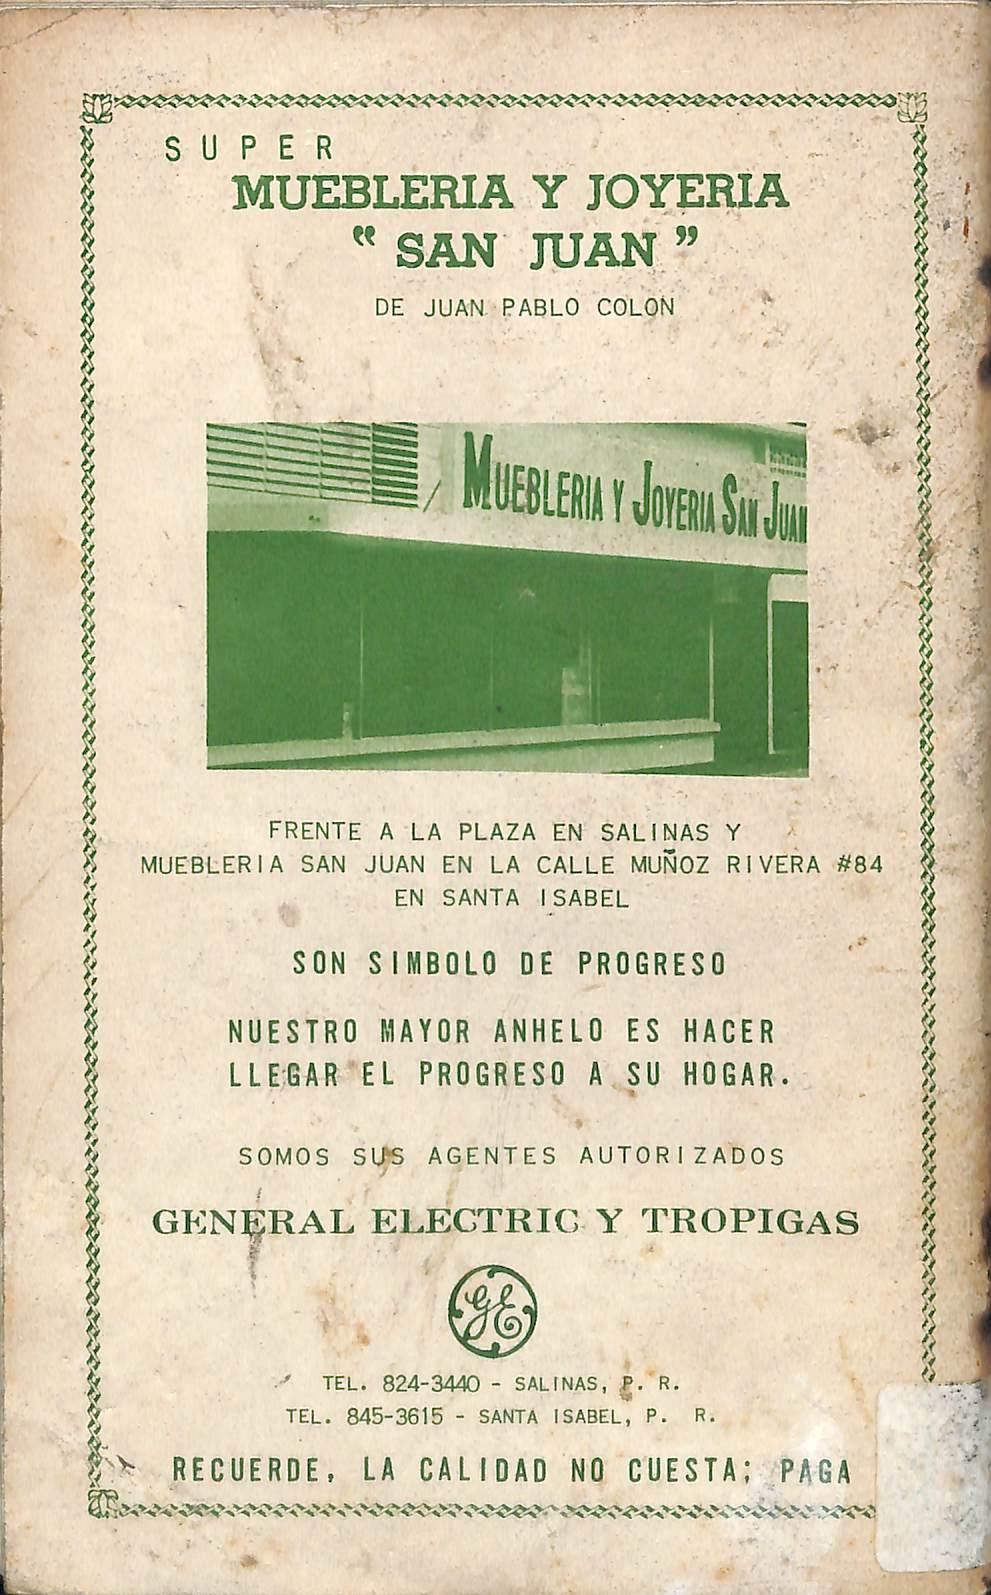 SUPER
MUEBLERIA Y JOYERIA
“ SAN JUAN ”
DE JUAN PABLO COLON
MUEBLERIA Y JOYERIA SAN JUAN
FRENTE A LA PLAZA EN SALINAS Y
MUEBLERIA SAN JUAN EN LA CALLE MUÑOZ RIVERA #84
EN SANTA ISABEL
SON SIMBOLO DE PROGRESO
NUESTRO MAYOR ANHELO ES HACER
LLEGAR EL PROGRESO A SU HOGAR.
SOMOS SUS AGENTES AUTORIZADOS
GENERAL ELECTRIC Y TROPIGAS
GE
TEL. 824-3440 - SALINAS, P. R.
TEL. 845-3615 - SANTA ISABEL, P. R.
RECUERDE, LA CALIDAD NO CUESTA; PAGA